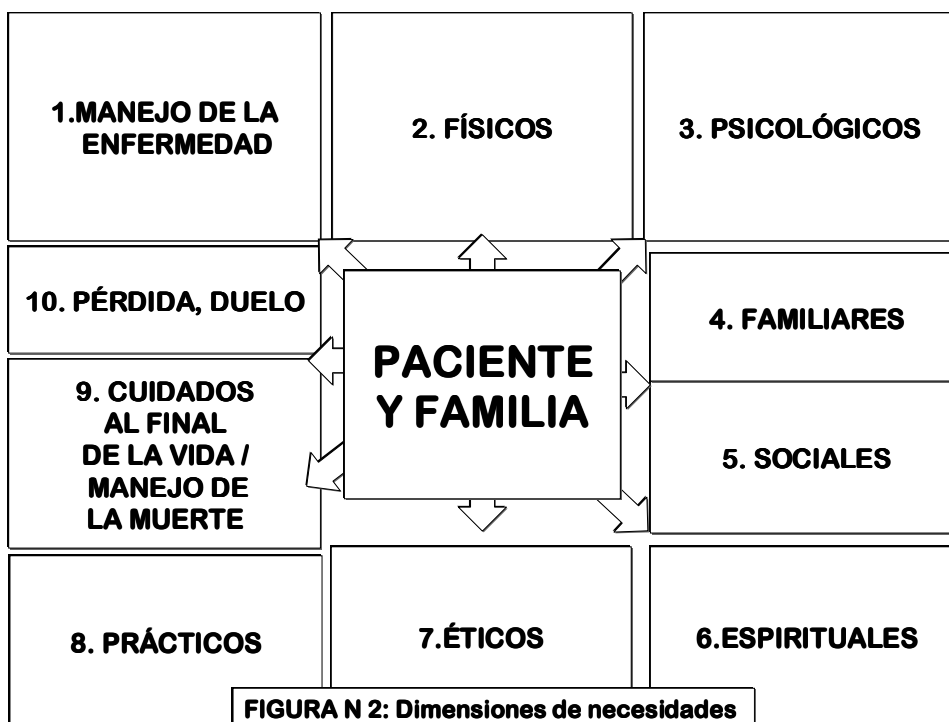 1.MANEJO DE LA
ENFERMEDAD
2. FÍSICOS
3. PSICOLÓGICOS
10. PÉRDIDA, DUELO
PACIENTE
Y FAMILIA
4. FAMILIARES
9. CUIDADOS
AL FINAL
DE LA VIDA /
MANEJO DE
LA MUERTE
5. SOCIALES
8. PRÁCTICOS
7.ÉTICOS
6.ESPIRITUALES
FIGURA N 2: Dimensiones de necesidades